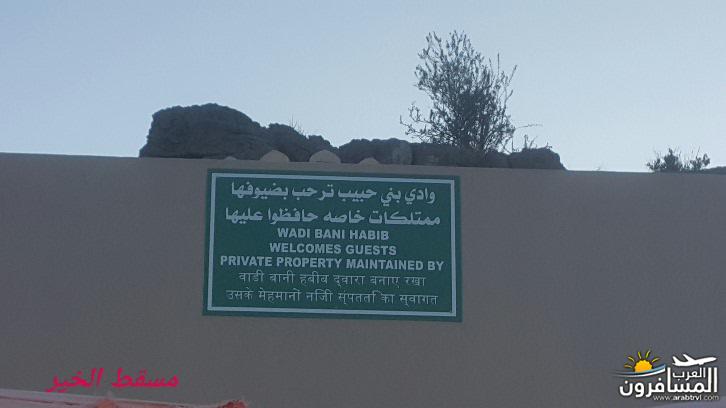 وادي بني حبيب ترحب بضيوفها
ممتلكات خاصه حافظوا عليها
WADI BANI HABIB
WELCOMES GUESTS
PRIVATE PROPERTY MAINTAINED BY
वाडी बानी हबीब द्वारा बनाए रखा
उसके मेहमानों निजी संपतति का स्वागत
مسقط الخير
العرب
المسافرون
www.arabtrvl.com